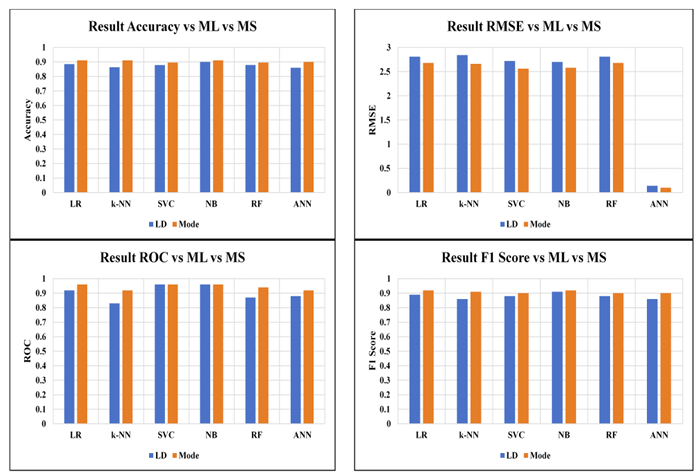 Result Accuracy vs ML vs MS
1
0.9
0.8
0.7
0.6
0.5
0.4
0.3
0.2
0.1
0
Accuracy
LR k-NN SVC NB RF ANN
LD Mode
Result RMSE vs ML vs MS
3
2.5
2
1.5
1
0.5
0
RMSE
LR k-NN SVC NB RF ANN
LD Mode
Result ROC vs ML vs MS
1
0.9
0.8
0.7
0.6
0.5
0.4
0.3
0.2
0.1
0
ROC
LR k-NN SVC NB RF ANN
LD Mode
Result F1 Score vs ML vs MS
1
0.9
0.8
0.7
0.6
0.5
0.4
0.3
0.2
0.1
0
F1 Score
LR k-NN SVC NB RF ANN
LD Mode